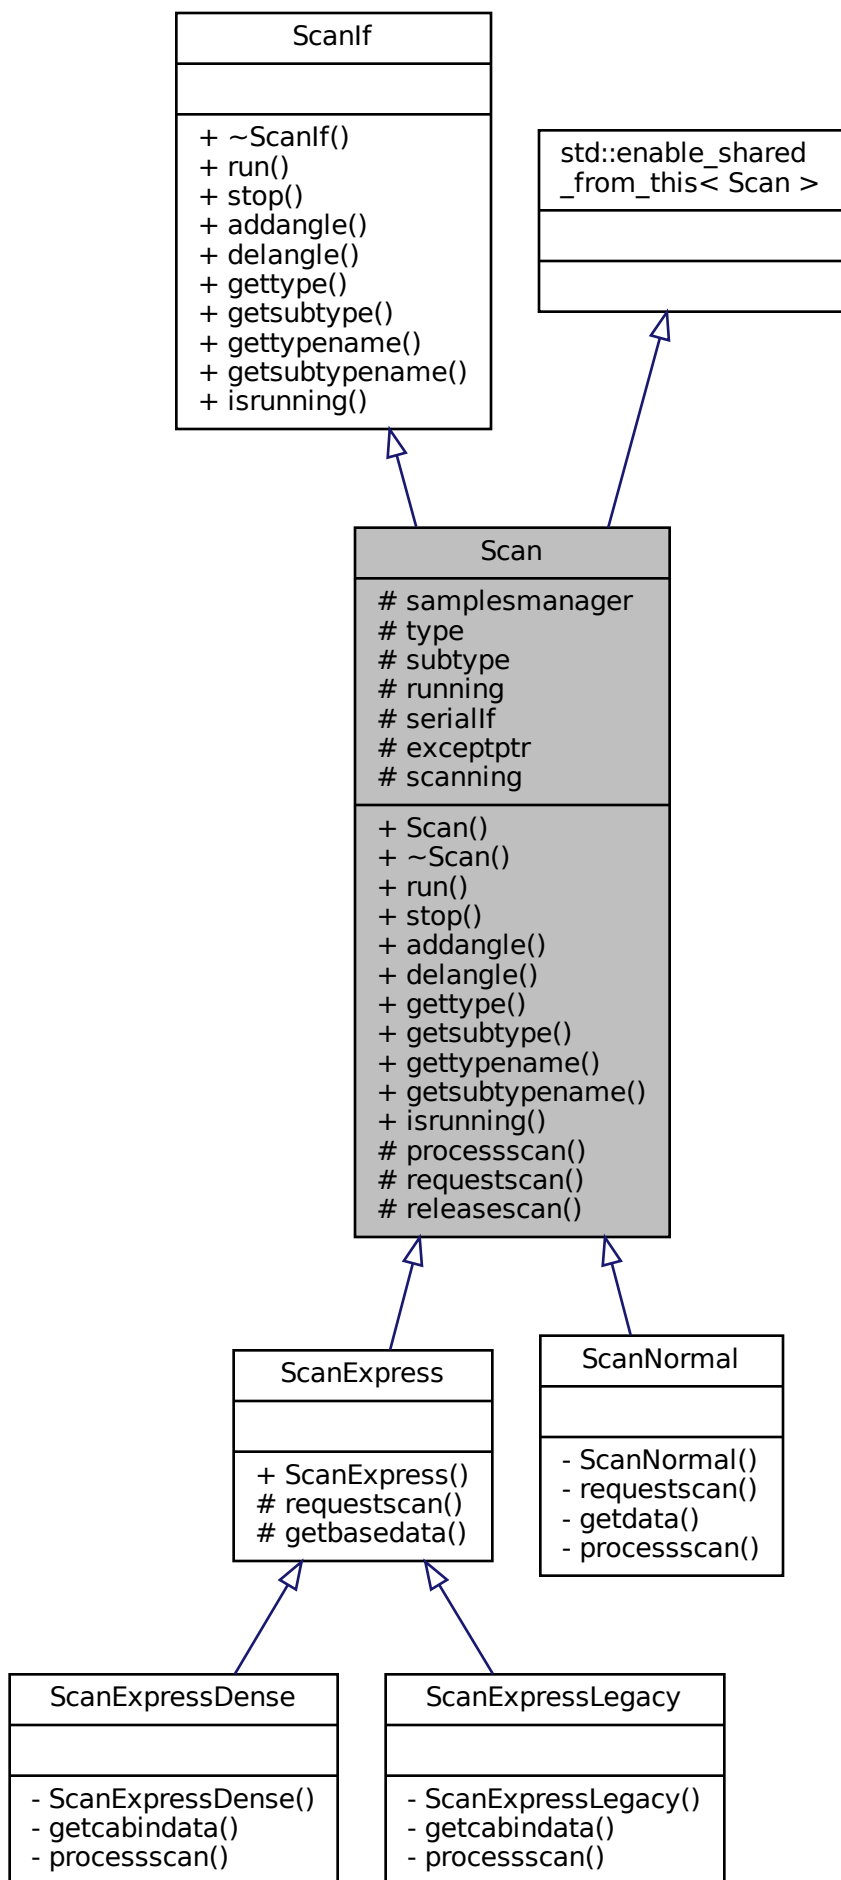 ScanIf
+ ~ScanIf()
+ run()
+ stop()
+ addangle()
+ delangle()
+ gettype()
+ getsubtype()
+ gettypename()
+ getsubtypename()
+ isrunning()
std::enable_shared
_from_this< Scan >
Scan
# samplesmanager
# type
# subtype
# running
# serialIf
# exceptptr
# scanning
+ Scan()
+ ~Scan()
+ run()
+ stop()
+ addangle()
+ delangle()
+ gettype()
+ getsubtype()
+ gettypename()
+ getsubtypename()
+ isrunning()
# processscan()
# requestscan()
# releasescan()
ScanExpress
+ ScanExpress()
# requestscan()
# getbasedata()
ScanNormal
- ScanNormal()
- requestscan()
- getdata()
- processscan()
ScanExpressDense
- ScanExpressDense()
- getcabindata()
- processscan()
ScanExpressLegacy
- ScanExpressLegacy()
- getcabindata()
- processscan()